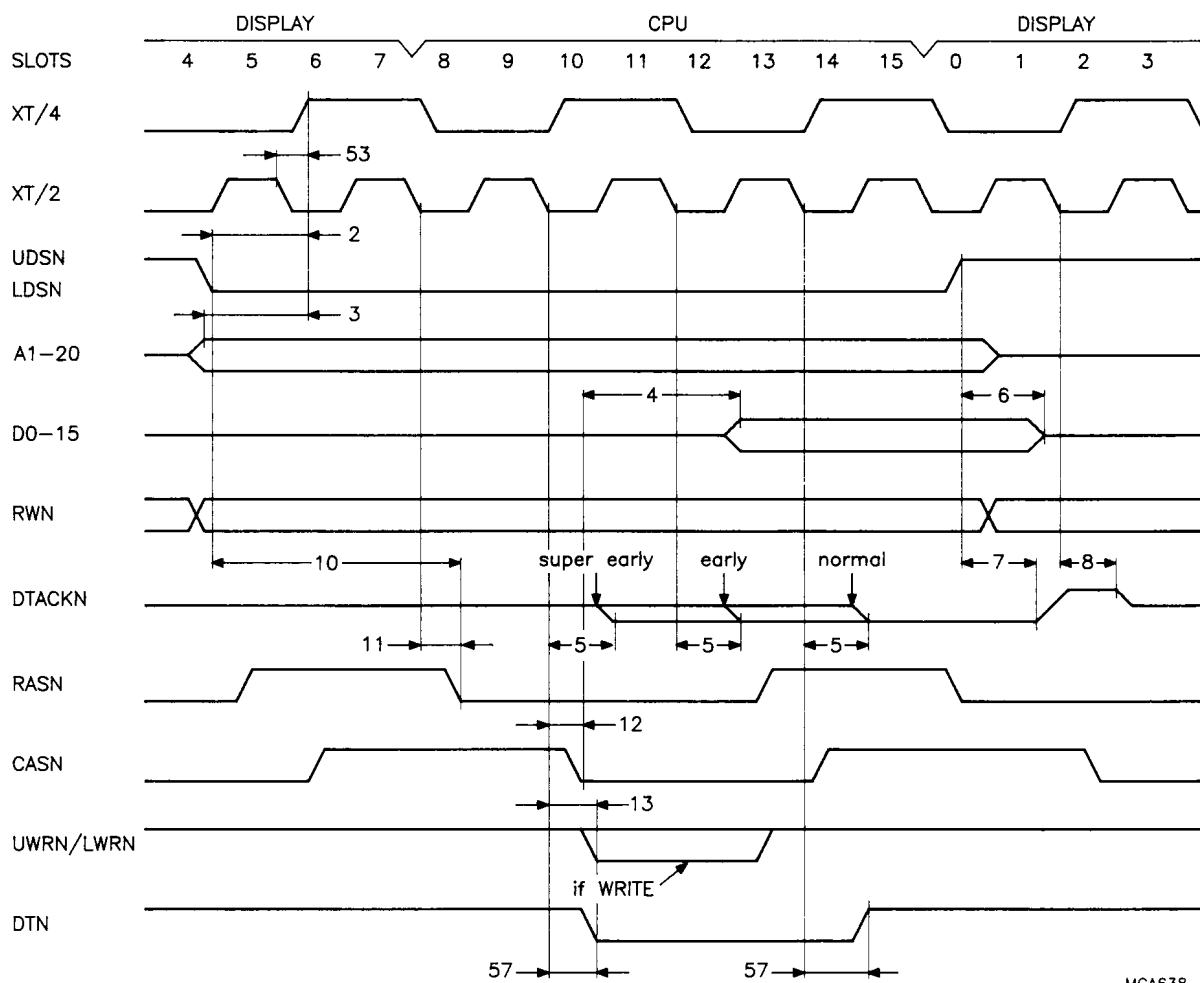 DISPLAY CPU DISPLAY
SLOTS 4 5 6 7 8 9 10 11 12 13 14 15 0 1 2 3
XT/4
53
XT/2
2
UDSN
LDSN
3
A1-20
4 6
D0-15
RWN
10 super early early normal 7 8
DTACKN
11 5 5 5
RASN
12
CASN
13
UWRN/LWRN
if WRITE
DTN
57 57
MGA638